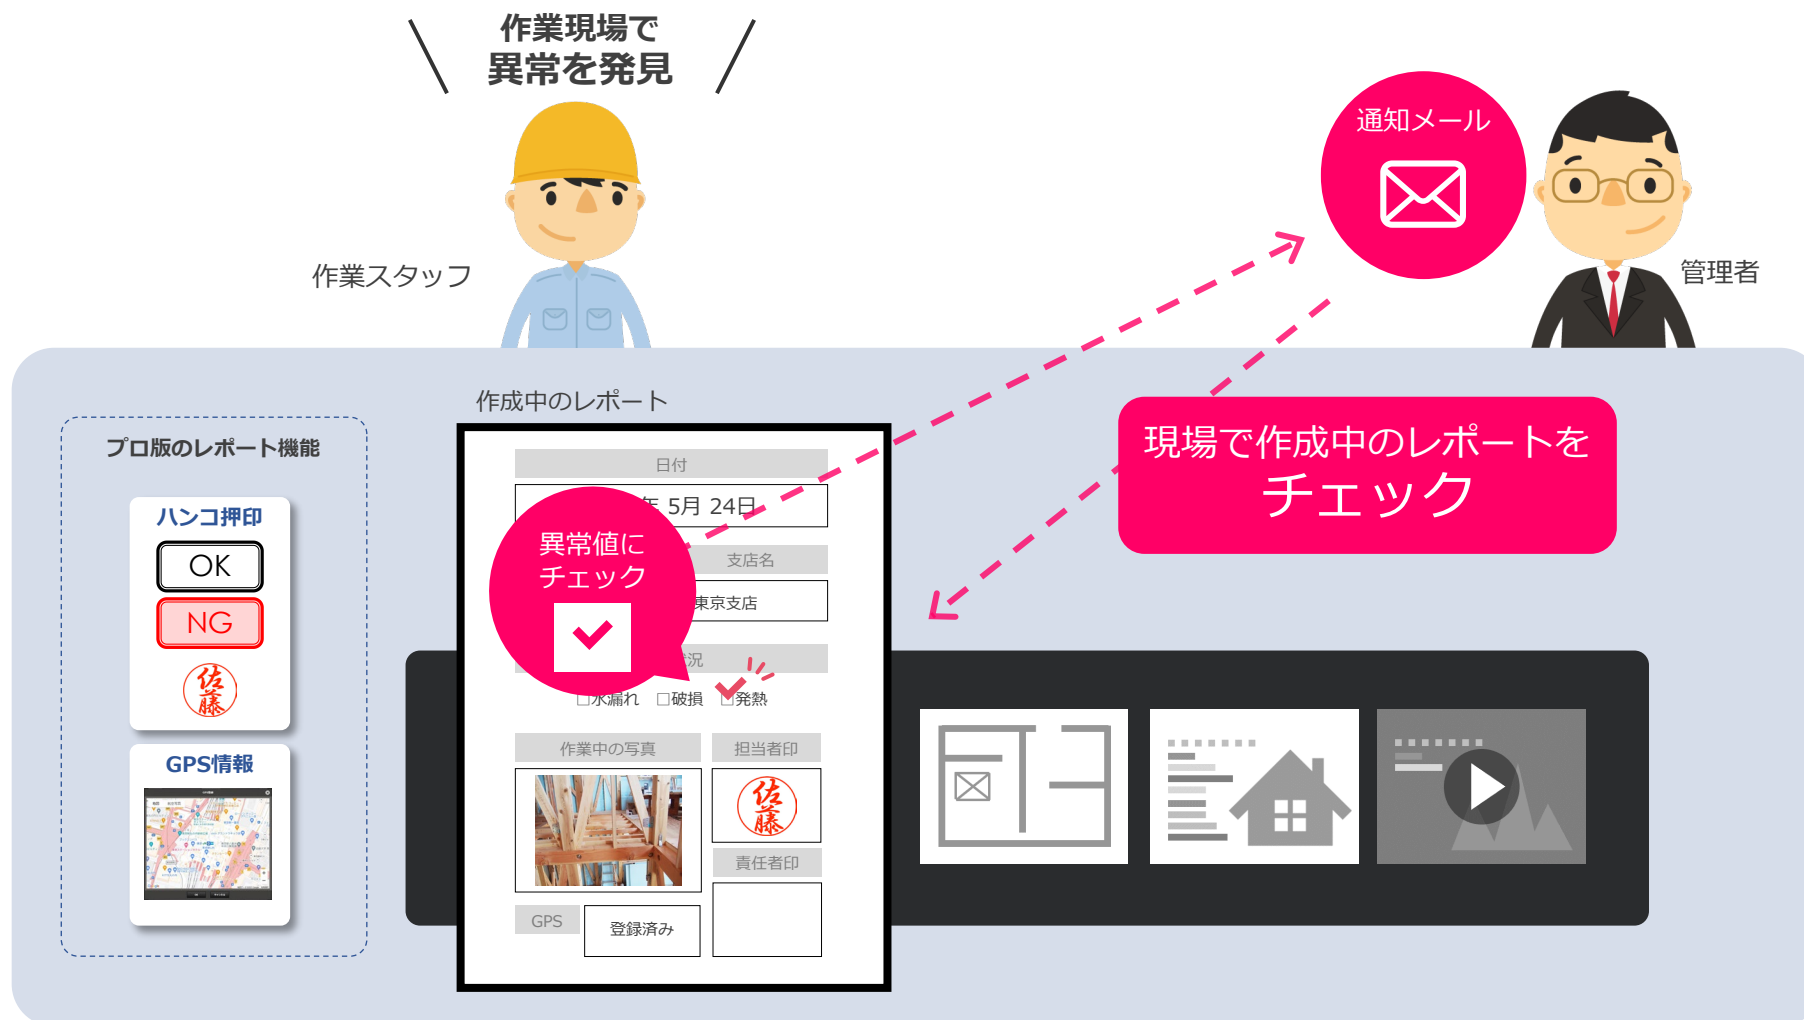 作業現場で
異常を発見
通知メール
作業スタッフ
管理者
作成中のレポート
プロ版のレポート機能
ハンコ押印
OK
NG
佐藤
GPS情報
日付
年 5月 24日
異常値に
チェック
支店名
東京支店
状況
□水漏れ □破損 □発熱
作業中の写真
担当者印
佐藤
責任者印
GPS
登録済み
現場で作成中のレポートを
チェック